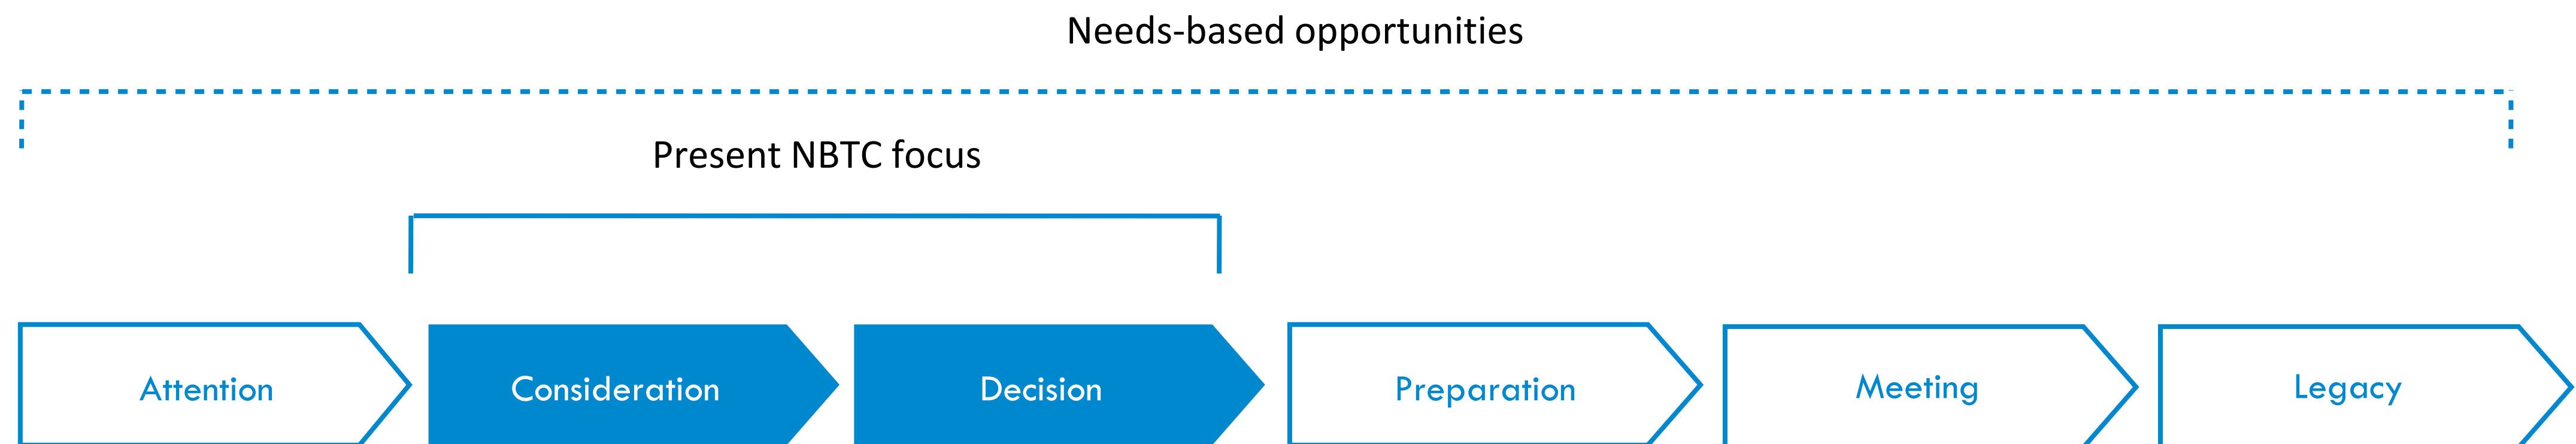 Needs-based opportunities
Present NBTC focus
Attention
Consideration
Decision
Preparation
Meeting
Legacy